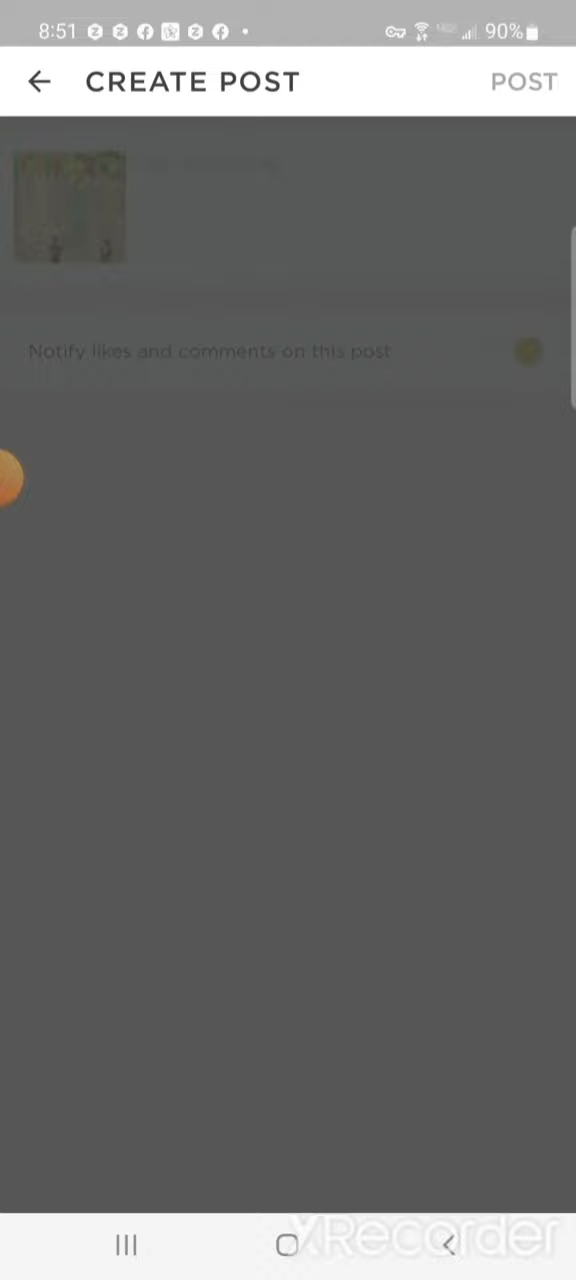 8:51 90%
CREATE POST POST
Notify likes and comments on this post
XRecorder